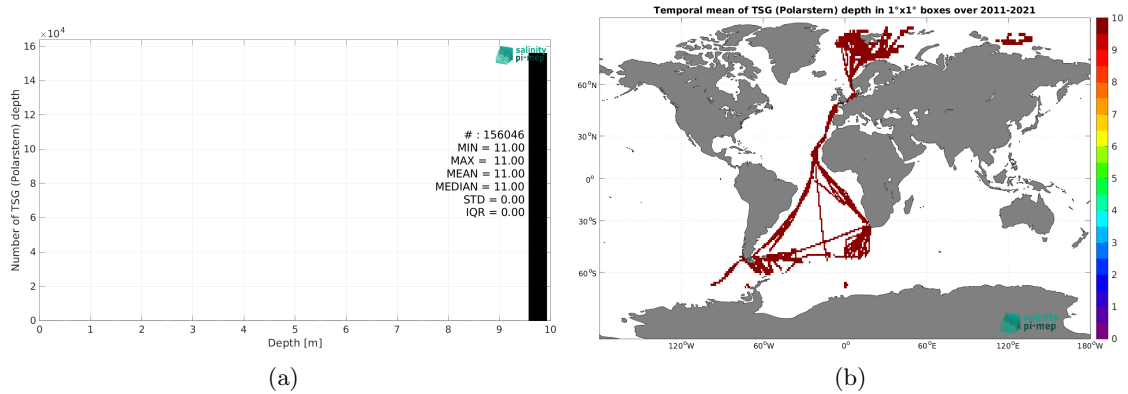 ×10⁴
16
14
12
10
8
6
4
2
0
Number of TSG (Polarstern) depth
salinity
pi-mep
# : 156046
MIN = 11.00
MAX = 11.00
MEAN = 11.00
MEDIAN = 11.00
STD = 0.00
IQR = 0.00
0 1 2 3 4 5 6 7 8 9 10
Depth [m]
(a)
Temporal mean of TSG (Polarstern) depth in 1°x1° boxes over 2011-2021
60°N
30°N
0°
30°S
60°S
120°W 60°W 0° 60°E 120°E 180°W
salinity
pi-mep
10
9
8
7
6
5
4
3
2
1
0
(b)